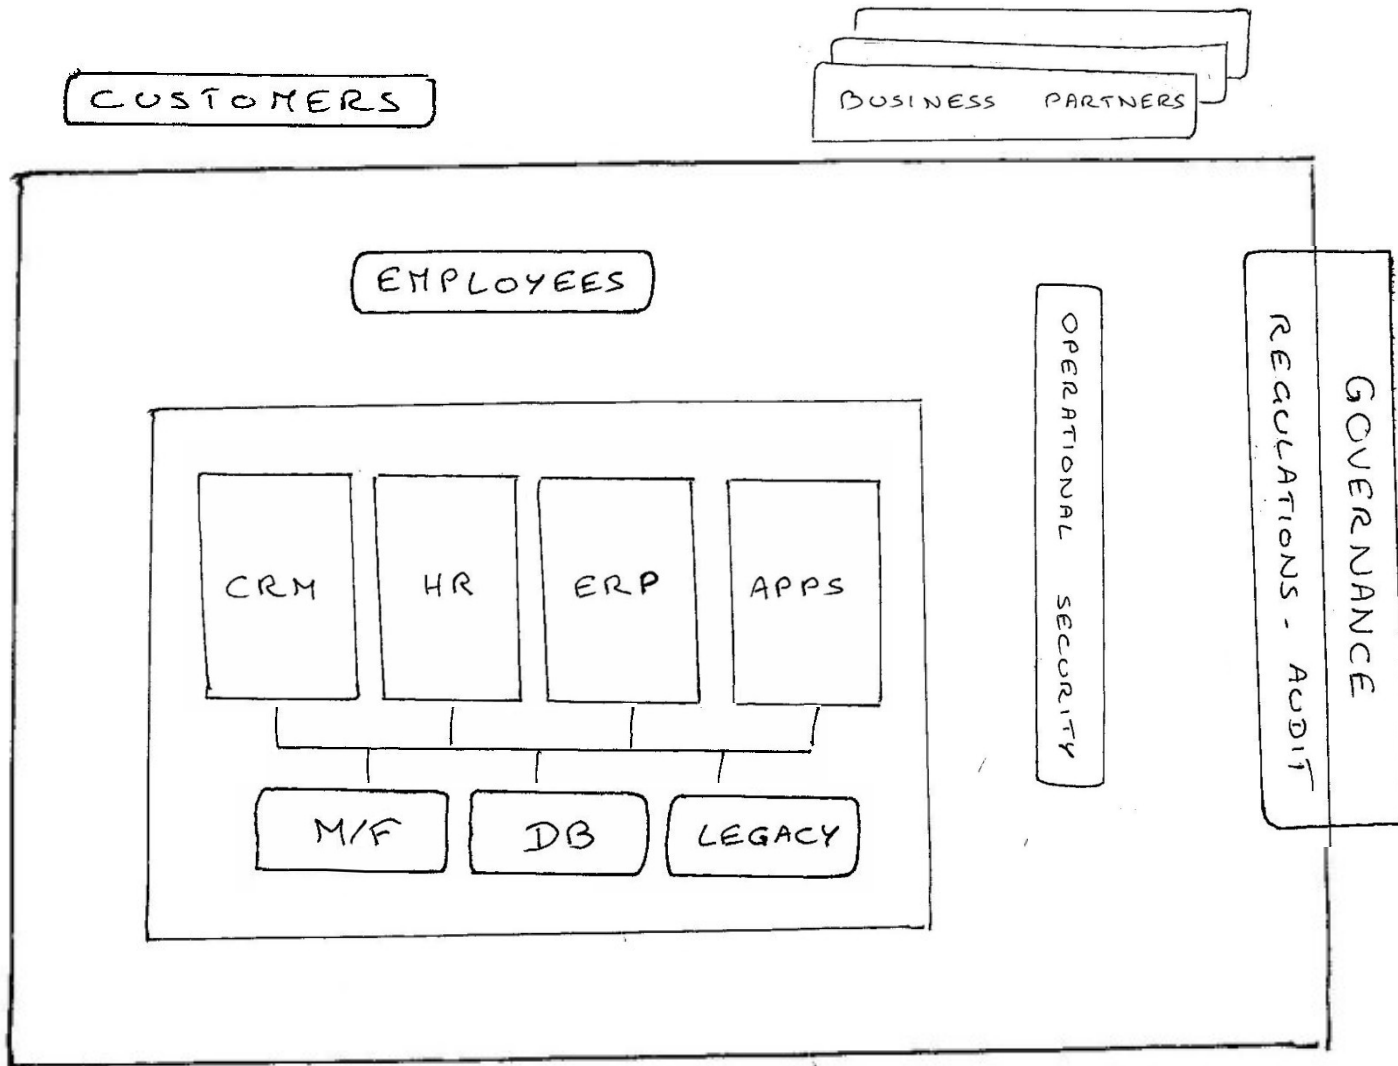 CUSTOMERS
BUSINESS PARTNERS
EMPLOYEES
OPERATIONAL SECURITY
REGULATIONS - AUDIT
GOVERNANCE
CRM
HR
ERP
APPS
M/F
DB
LEGACY